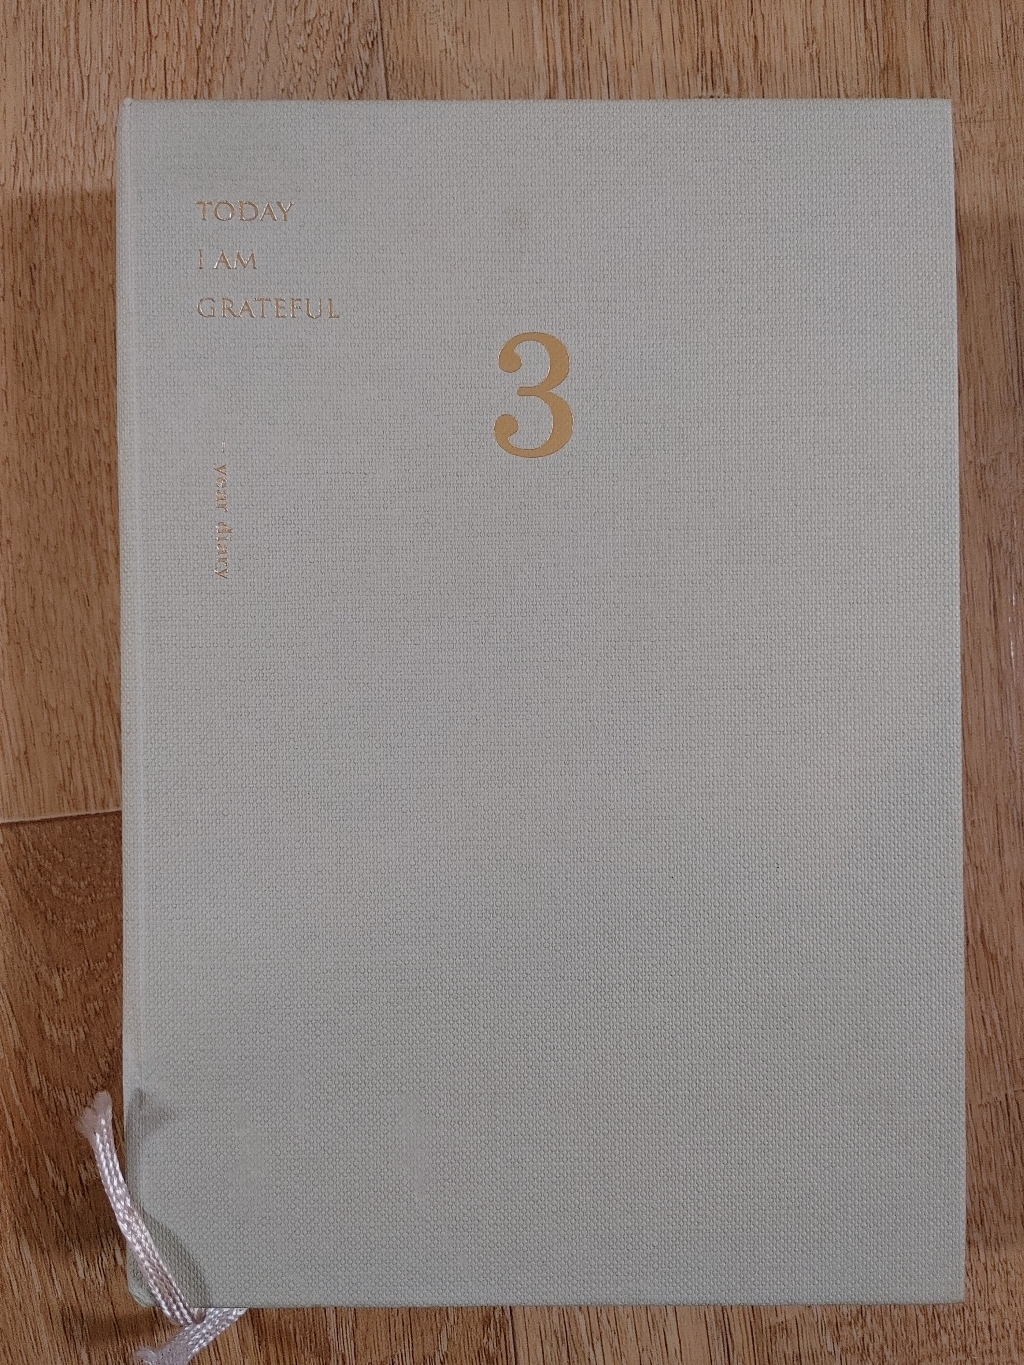 TODAY
I AM
GRATEFUL
3
year diary